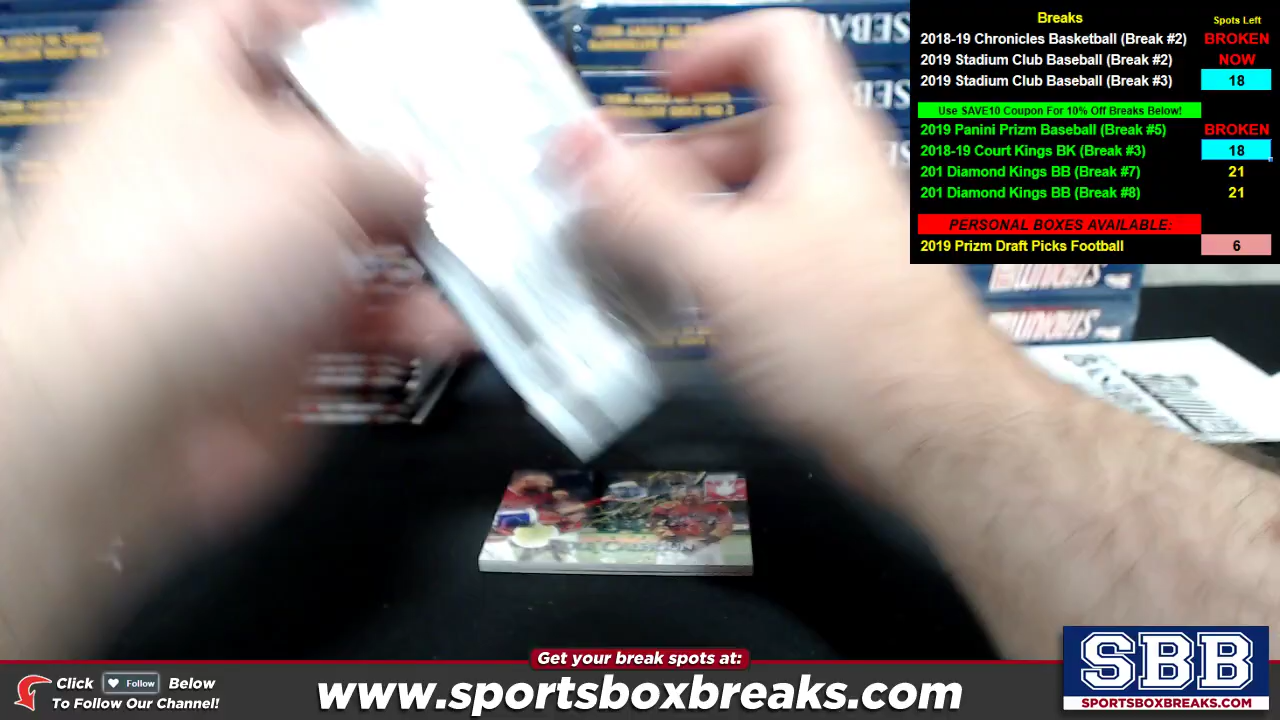 Breaks Spots Left
2018-19 Chronicles Basketball (Break #2) BROKEN
2019 Stadium Club Baseball (Break #2) NOW
2019 Stadium Club Baseball (Break #3) 18
Use SAVE10 Coupon For 10% Off Breaks Below!
2019 Panini Prizm Baseball (Break #5) BROKEN
2018-19 Court Kings BK (Break #3) 18
201 Diamond Kings BB (Break #7) 21
201 Diamond Kings BB (Break #8) 21
PERSONAL BOXES AVAILABLE:
2019 Prizm Draft Picks Football 6
Get your break spots at:
www.sportsboxbreaks.com
Click Follow Below
To Follow Our Channel!
SBB
SPORTSBOXBREAKS.COM